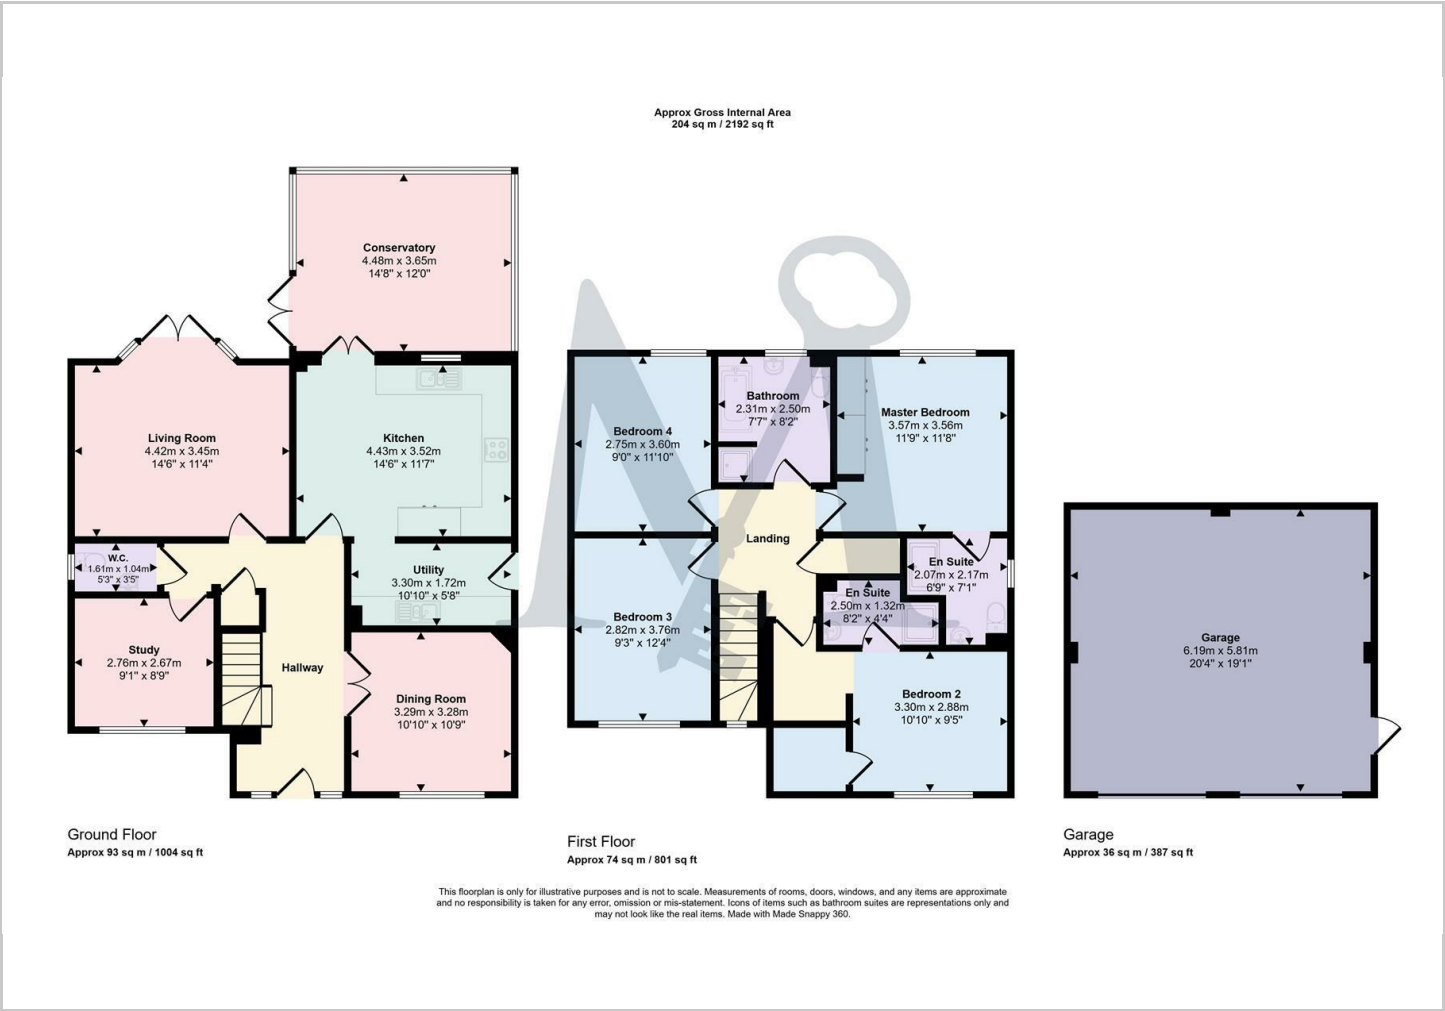 Approx Gross Internal Area
204 sq m / 2192 sq ft
Conservatory
4.48m x 3.65m
14'8" x 12'0"
Living Room
4.42m x 3.45m
14'6" x 11'4"
Kitchen
4.43m x 3.52m
14'6" x 11'7"
W.C.
1.61m x 1.04m
5'3" x 3'5"
Utility
3.30m x 1.72m
10'10" x 5'8"
Study
2.76m x 2.67m
9'1" x 8'9"
Hallway
Dining Room
3.29m x 3.28m
10'10" x 10'9"
Ground Floor
Approx 93 sq m / 1004 sq ft
Bedroom 4
2.75m x 3.60m
9'0" x 11'10"
Bathroom
2.31m x 2.50m
7'7" x 8'2"
Master Bedroom
3.57m x 3.56m
11'9" x 11'8"
Landing
En Suite
2.07m x 2.17m
6'9" x 7'1"
En Suite
2.50m x 1.32m
8'2" x 4'4"
Bedroom 3
2.82m x 3.76m
9'3" x 12'4"
Bedroom 2
3.30m x 2.88m
10'10" x 9'5"
First Floor
Approx 74 sq m / 801 sq ft
Garage
6.19m x 5.81m
20'4" x 19'1"
Garage
Approx 36 sq m / 387 sq ft
This floorplan is only for illustrative purposes and is not to scale. Measurements of rooms, doors, windows, and any items are approximate
and no responsibility is taken for any error, omission or mis-statement. Icons of items such as bathroom suites are representations only and
may not look like the real items. Made with Made Snappy 360.